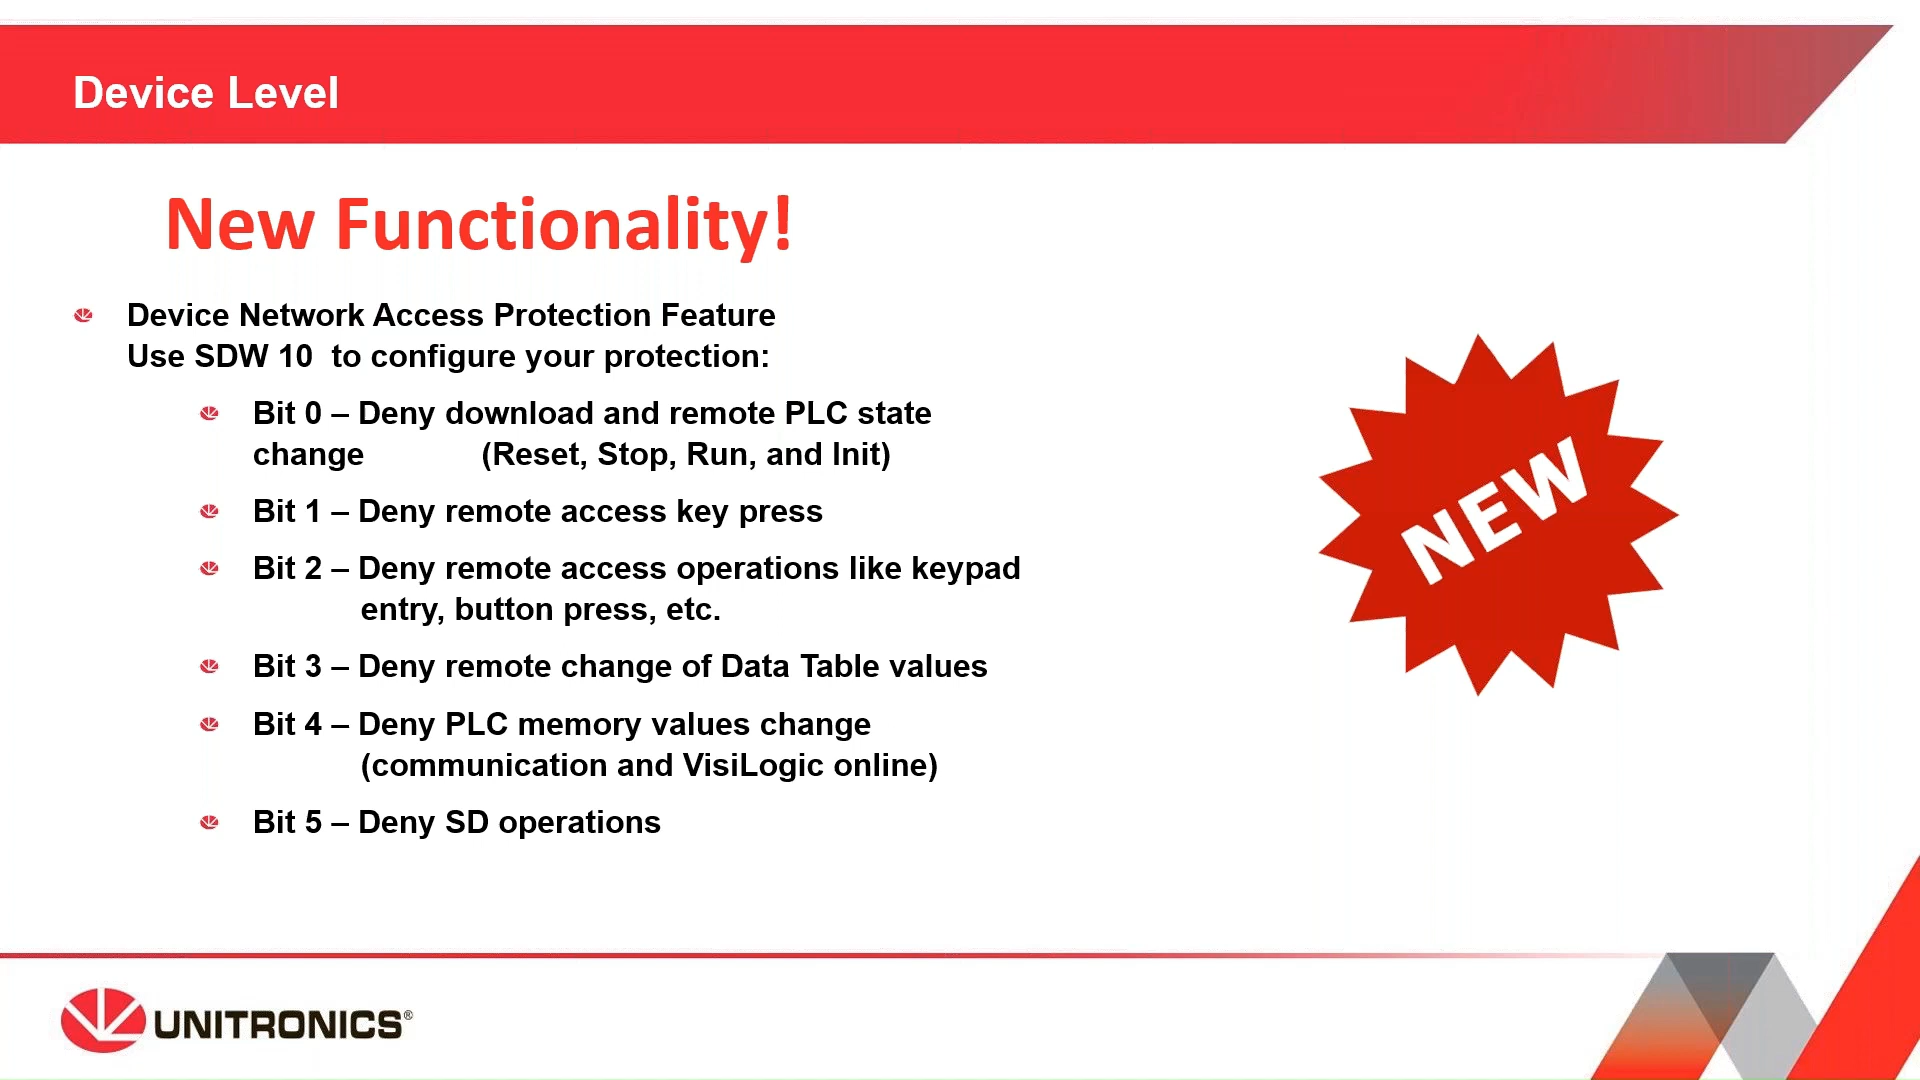 Device Level
New Functionality!
Device Network Access Protection Feature
Use SDW 10  to configure your protection:
Bit 0 – Deny download and remote PLC state
change (Reset, Stop, Run, and Init)
Bit 1 – Deny remote access key press
Bit 2 – Deny remote access operations like keypad
entry, button press, etc.
Bit 3 – Deny remote change of Data Table values
Bit 4 – Deny PLC memory values change
(communication and VisiLogic online)
Bit 5 – Deny SD operations
NEW
UNITRONICS®